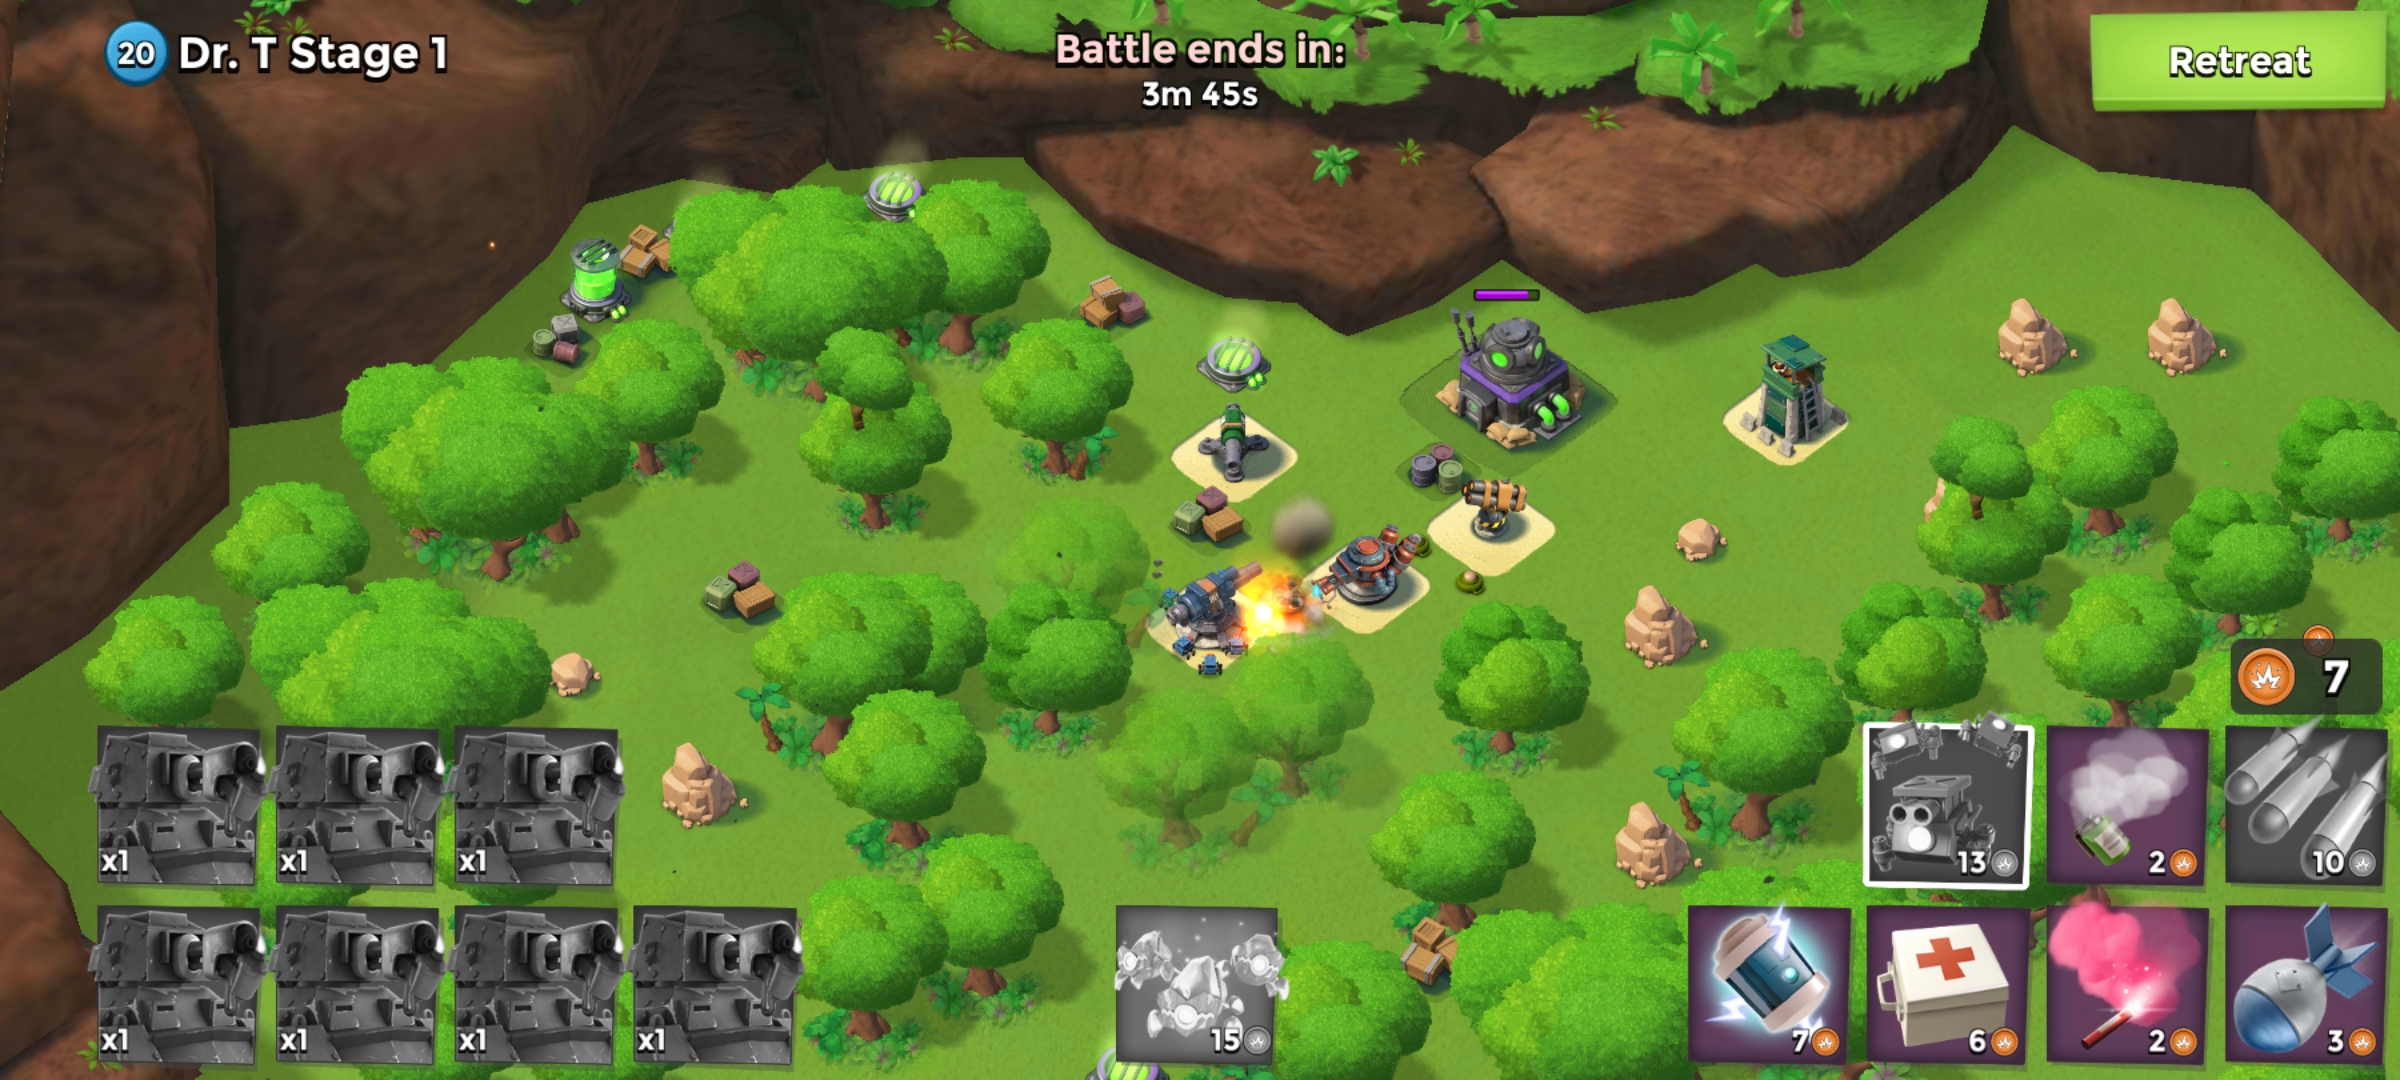 20 Dr. T Stage 1
Battle ends in:
3m 45s
Retreat
7
x1
x1
x1
13
2
10
x1
x1
x1
x1
15
7
6
2
3